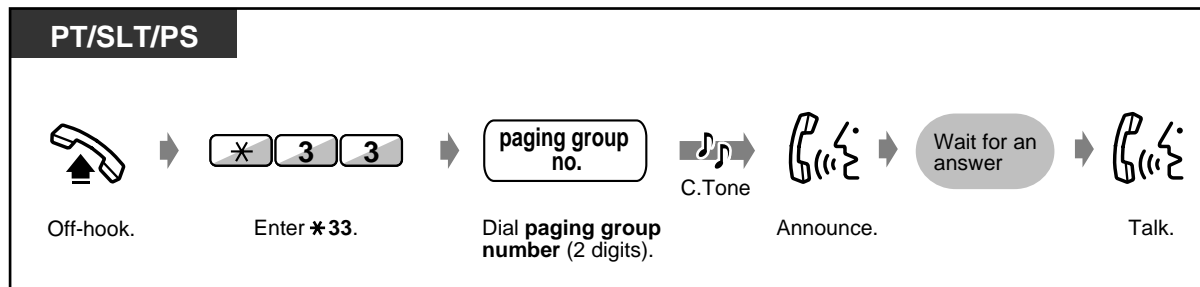 PT/SLT/PS
✳ 3 3
paging group
no.
C.Tone
Wait for an
answer
Off-hook.
Enter ✳33.
Dial paging group
number (2 digits).
Announce.
Talk.